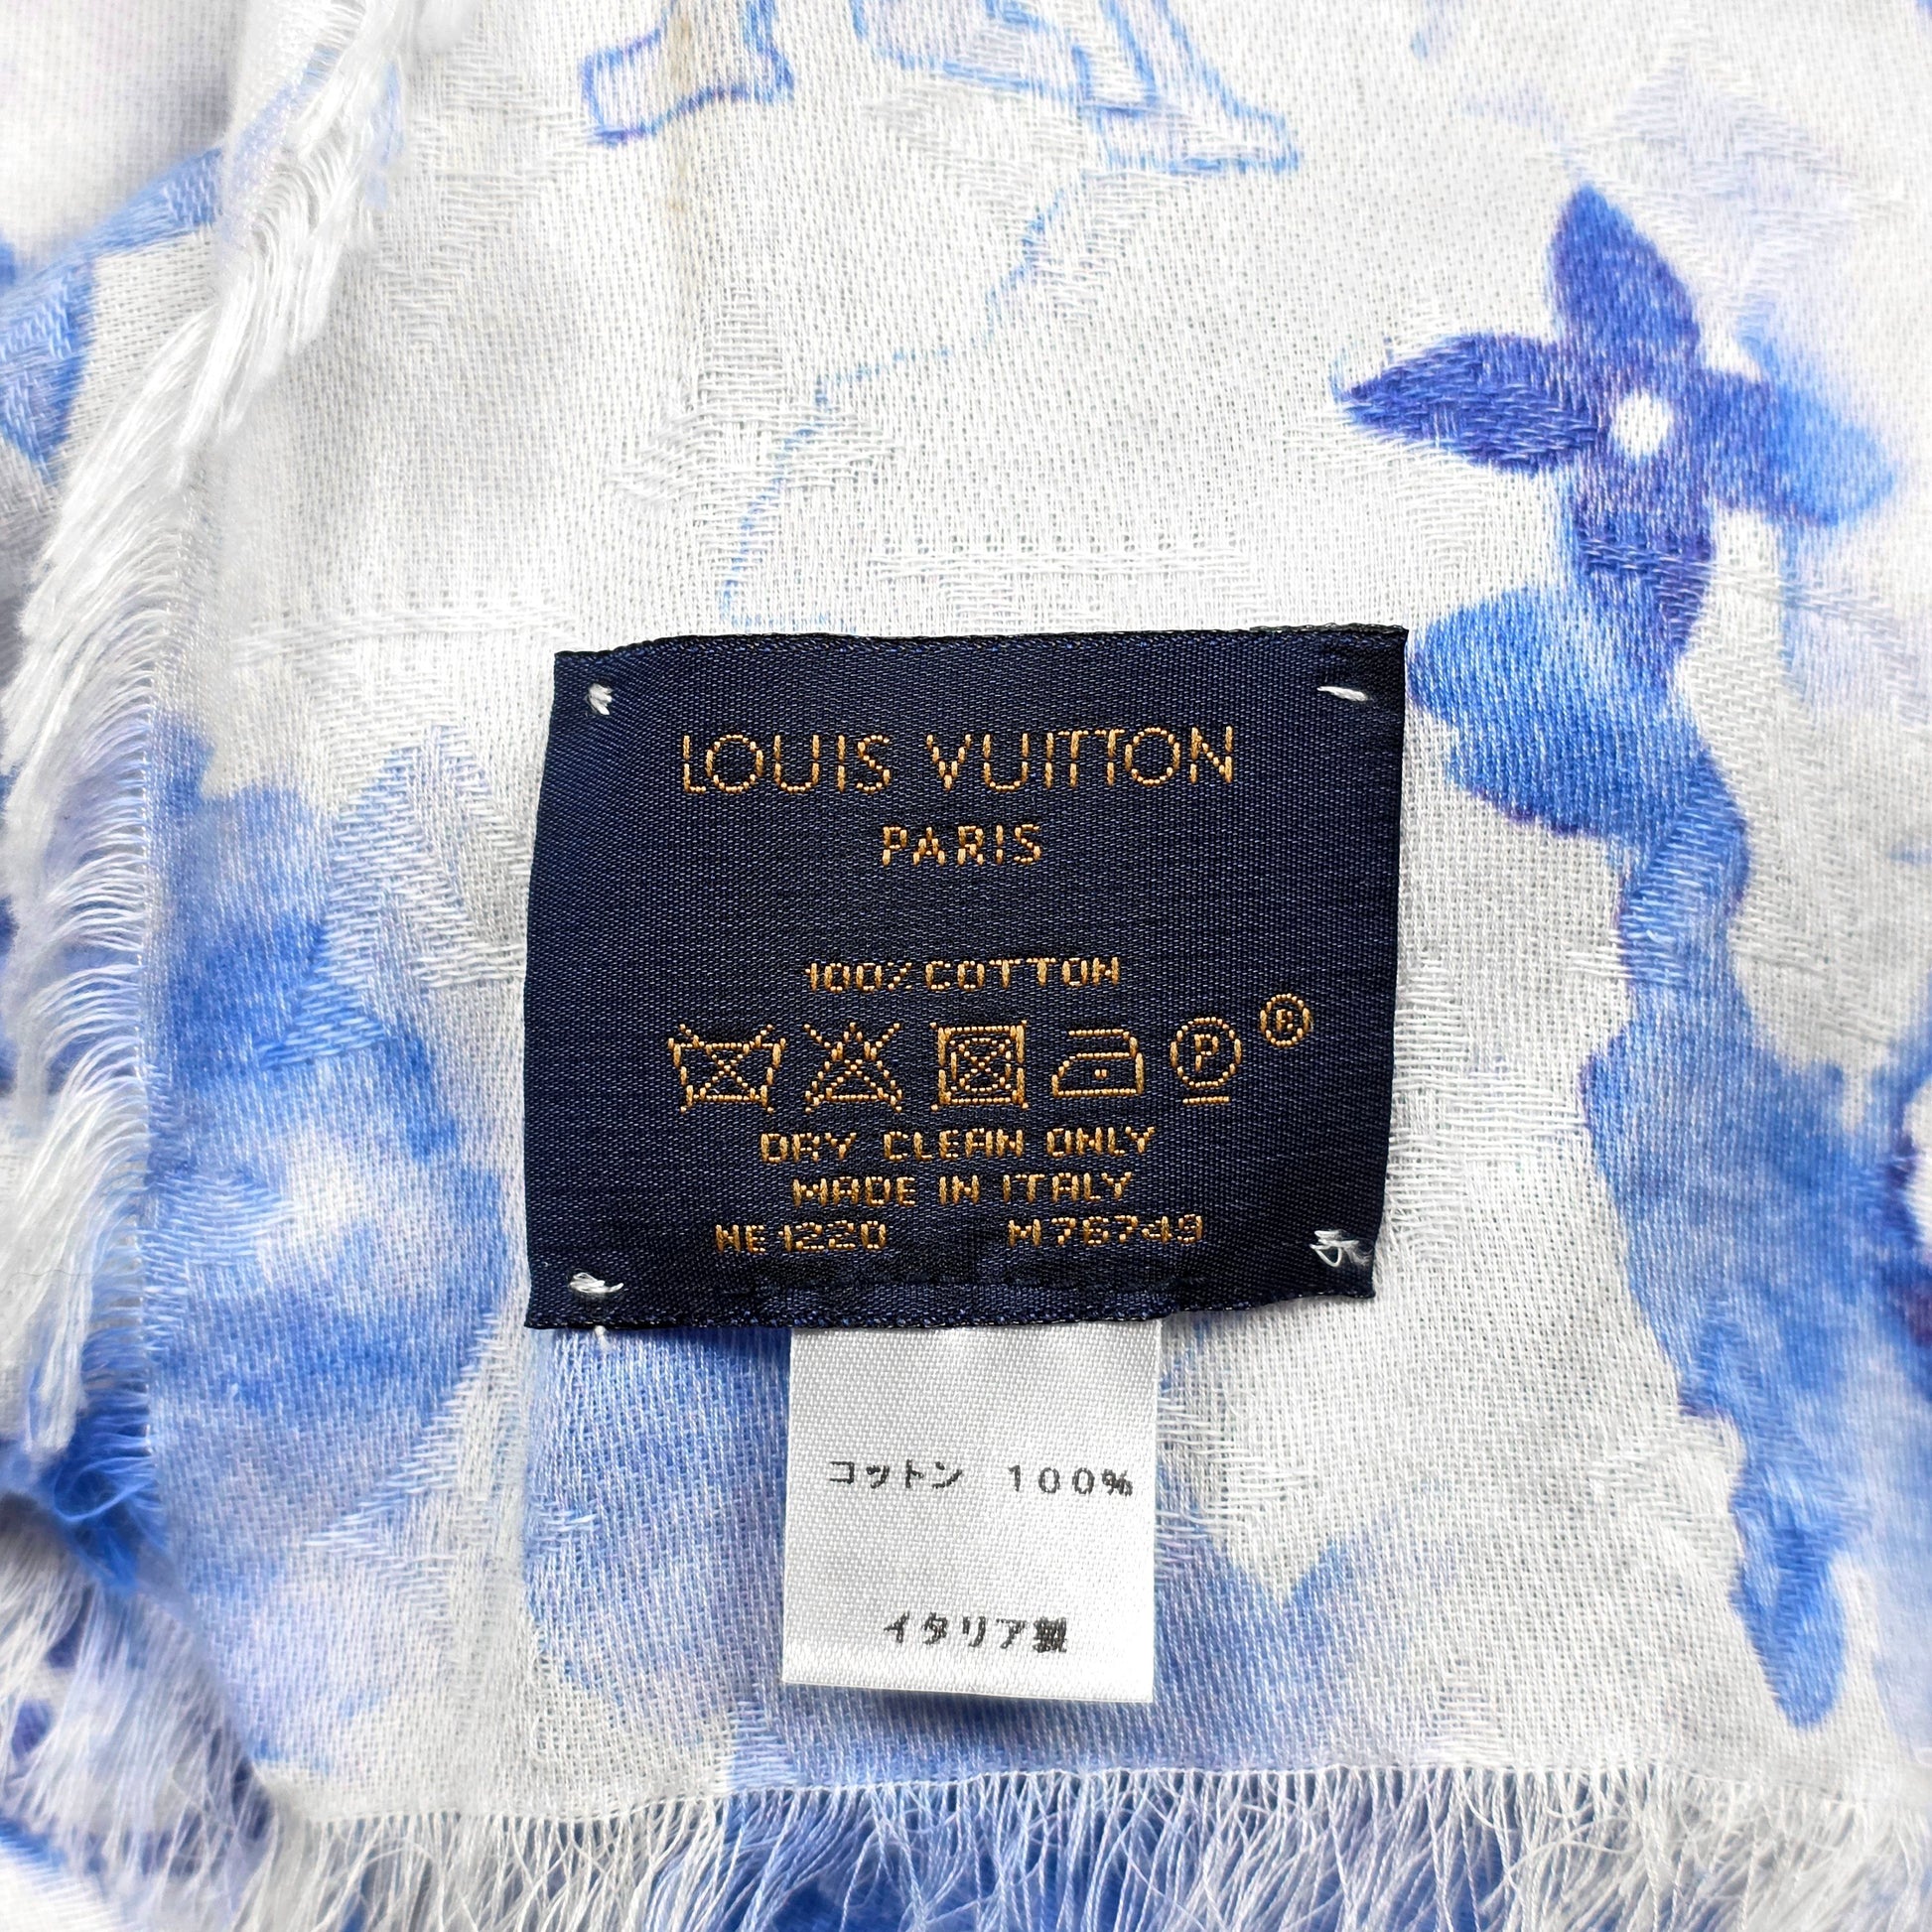 LOUIS VUITTON
PARIS
100% COTTON
P ®
DRY CLEAN ONLY
MADE IN ITALY
NE1220 M76749
コットン 100%
イタリア製